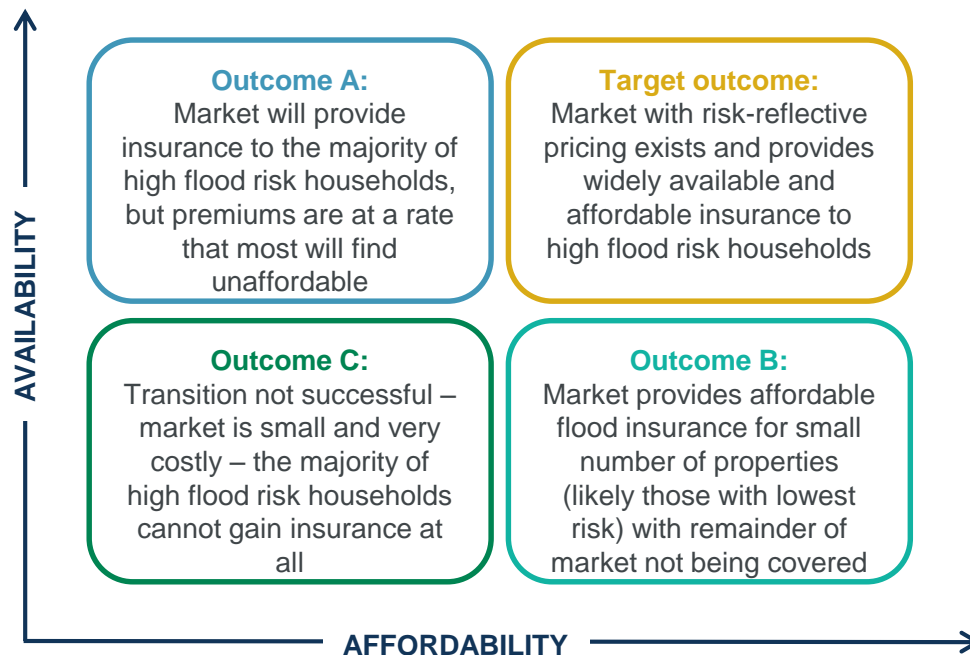 Outcome A:
Market will provide
insurance to the majority of
high flood risk households,
but premiums are at a rate
that most will find
unaffordable
Target outcome:
Market with risk-reflective
pricing exists and provides
widely available and
affordable insurance to
high flood risk households
AVAILABILITY
Outcome C:
Transition not successful –
market is small and very
costly – the majority of
high flood risk households
cannot gain insurance at
all
Outcome B:
Market provides affordable
flood insurance for small
number of properties
(likely those with lowest
risk) with remainder of
market not being covered
AFFORDABILITY